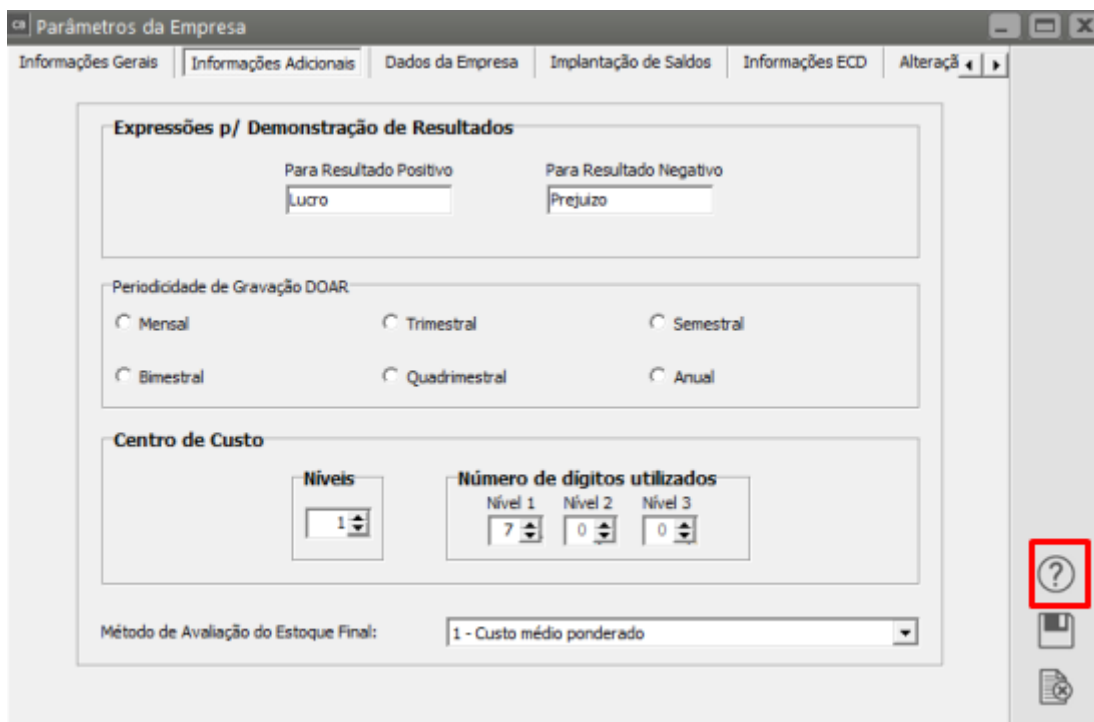 CB Parâmetros da Empresa
Informações Gerais Informações Adicionais Dados da Empresa Implantação de Saldos Informações ECD Alteraçã
Expressões p/ Demonstração de Resultados
Para Resultado Positivo Para Resultado Negativo
Lucro Prejuizo
Periodicidade de Gravação DOAR
Mensal Trimestral Semestral
Bimestral Quadrimestral Anual
Centro de Custo
Níveis Número de dígitos utilizados
Nível 1 Nível 2 Nível 3
1 7 0 0
Método de Avaliação do Estoque Final: 1 - Custo médio ponderado